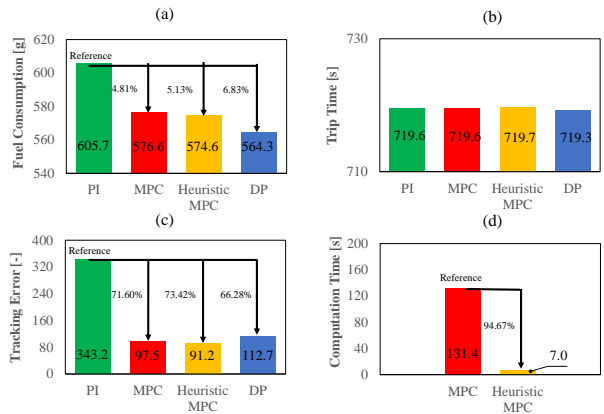 (a)
Fuel Consumption [g]
620
600
580
560
540
Reference
4.81%
5.13%
6.83%
605.7
576.6
574.6
564.3
PI
MPC
Heuristic
MPC
DP
(b)
Trip Time [s]
730
710
719.6
719.6
719.7
719.3
PI
MPC
Heuristic
MPC
DP
(c)
Tracking Error [s]
400
320
240
160
80
0
Reference
71.60%
73.42%
66.28%
343.2
97.5
91.2
112.7
PI
MPC
Heuristic
MPC
DP
(d)
Computation Time [s]
200
160
120
80
40
0
Reference
94.67%
131.4
7.0
MPC
Heuristic
MPC